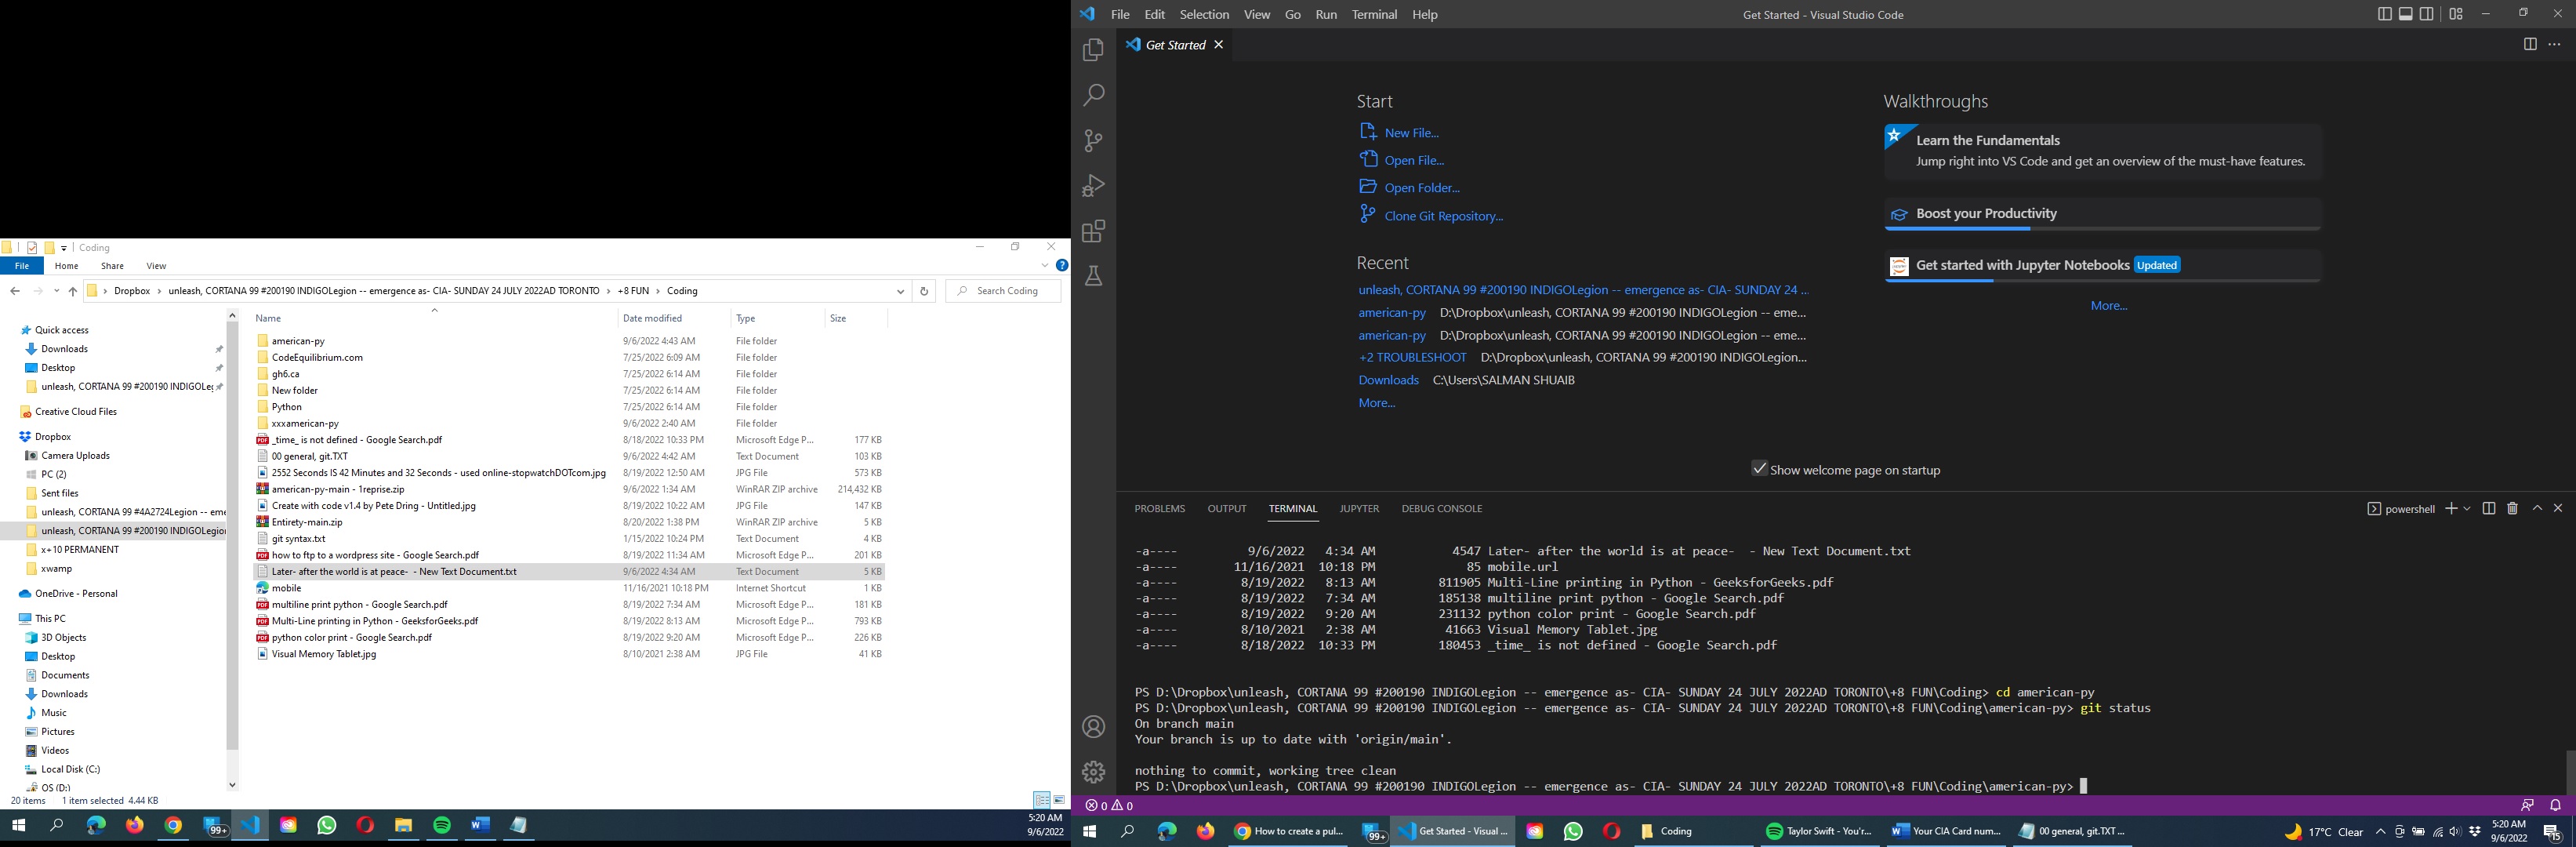 Coding
File Home Share View
Dropbox › unleash, CORTANA 99 #200190 INDIGOLegion -- emergence as- CIA- SUNDAY 24 JULY 2022AD TORONTO › +8 FUN › Coding
Search Coding
Quick access
Downloads
Desktop
unleash, CORTANA 99 #200190 INDIGOLeg
Creative Cloud Files
Dropbox
Camera Uploads
PC (2)
Sent files
unleash, CORTANA 99 #4A2724Legion -- eme
unleash, CORTANA 99 #200190 INDIGOLegion
x+10 PERMANENT
xwamp
OneDrive - Personal
This PC
3D Objects
Desktop
Documents
Downloads
Music
Pictures
Videos
Local Disk (C:)
OS (D:)
Name Date modified Type Size
american-py 9/6/2022 4:43 AM File folder
CodeEquilibrium.com 7/25/2022 6:09 AM File folder
gh6.ca 7/25/2022 6:14 AM File folder
New folder 7/25/2022 6:14 AM File folder
Python 7/25/2022 6:14 AM File folder
xxxamerican-py 9/6/2022 2:40 AM File folder
_time_ is not defined - Google Search.pdf 8/18/2022 10:33 PM Microsoft Edge P... 177 KB
00 general, git.TXT 9/6/2022 4:42 AM Text Document 103 KB
2552 Seconds IS 42 Minutes and 32 Seconds - used online-stopwatchDOTcom.jpg 8/19/2022 12:50 AM JPG File 573 KB
american-py-main - 1reprise.zip 9/6/2022 1:34 AM WinRAR ZIP archive 214,432 KB
Create with code v1.4 by Pete Dring - Untitled.jpg 8/19/2022 10:22 AM JPG File 147 KB
Entirety-main.zip 8/20/2022 1:38 PM WinRAR ZIP archive 5 KB
git syntax.txt 1/15/2022 10:24 PM Text Document 4 KB
how to ftp to a wordpress site - Google Search.pdf 8/19/2022 11:34 AM Microsoft Edge P... 201 KB
Later- after the world is at peace-  - New Text Document.txt 9/6/2022 4:34 AM Text Document 5 KB
mobile 11/16/2021 10:18 PM Internet Shortcut 1 KB
multiline print python - Google Search.pdf 8/19/2022 7:34 AM Microsoft Edge P... 181 KB
Multi-Line printing in Python - GeeksforGeeks.pdf 8/19/2022 8:13 AM Microsoft Edge P... 793 KB
python color print - Google Search.pdf 8/19/2022 9:20 AM Microsoft Edge P... 226 KB
Visual Memory Tablet.jpg 8/10/2021 2:38 AM JPG File 41 KB
20 items 1 item selected 4.44 KB
99+
5:20 AM
9/6/2022
File Edit Selection View Go Run Terminal Help
Get Started - Visual Studio Code
Get Started
Start
New File...
Open File...
Open Folder...
Clone Git Repository...
Recent
unleash, CORTANA 99 #200190 INDIGOLegion -- emergence as- CIA- SUNDAY 24 ...
american-py D:\Dropbox\unleash, CORTANA 99 #200190 INDIGOLegion -- eme...
american-py D:\Dropbox\unleash, CORTANA 99 #200190 INDIGOLegion -- eme...
+2 TROUBLESHOOT D:\Dropbox\unleash, CORTANA 99 #200190 INDIGOLegion...
Downloads C:\Users\SALMAN SHUAIB
More...
Walkthroughs
Learn the Fundamentals
Jump right into VS Code and get an overview of the must-have features.
Boost your Productivity
Get started with Jupyter Notebooks Updated
More...
Show welcome page on startup
PROBLEMS OUTPUT TERMINAL JUPYTER DEBUG CONSOLE
powershell
-a---- 9/6/2022 4:34 AM 4547 Later- after the world is at peace-  - New Text Document.txt
-a---- 11/16/2021 10:18 PM 85 mobile.url
-a---- 8/19/2022 8:13 AM 811905 Multi-Line printing in Python - GeeksforGeeks.pdf
-a---- 8/19/2022 7:34 AM 185138 multiline print python - Google Search.pdf
-a---- 8/19/2022 9:20 AM 231132 python color print - Google Search.pdf
-a---- 8/10/2021 2:38 AM 41663 Visual Memory Tablet.jpg
-a---- 8/18/2022 10:33 PM 180453 _time_ is not defined - Google Search.pdf
PS D:\Dropbox\unleash, CORTANA 99 #200190 INDIGOLegion -- emergence as- CIA- SUNDAY 24 JULY 2022AD TORONTO\+8 FUN\Coding> cd american-py
PS D:\Dropbox\unleash, CORTANA 99 #200190 INDIGOLegion -- emergence as- CIA- SUNDAY 24 JULY 2022AD TORONTO\+8 FUN\Coding\american-py> git status
On branch main
Your branch is up to date with 'origin/main'.
nothing to commit, working tree clean
PS D:\Dropbox\unleash, CORTANA 99 #200190 INDIGOLegion -- emergence as- CIA- SUNDAY 24 JULY 2022AD TORONTO\+8 FUN\Coding\american-py>
0 0
How to create a pul... 99+ Get Started - Visual ... Coding Taylor Swift - You'r... Your CIA Card num... 00 general, git.TXT ... 17°C Clear
5:20 AM
9/6/2022
15